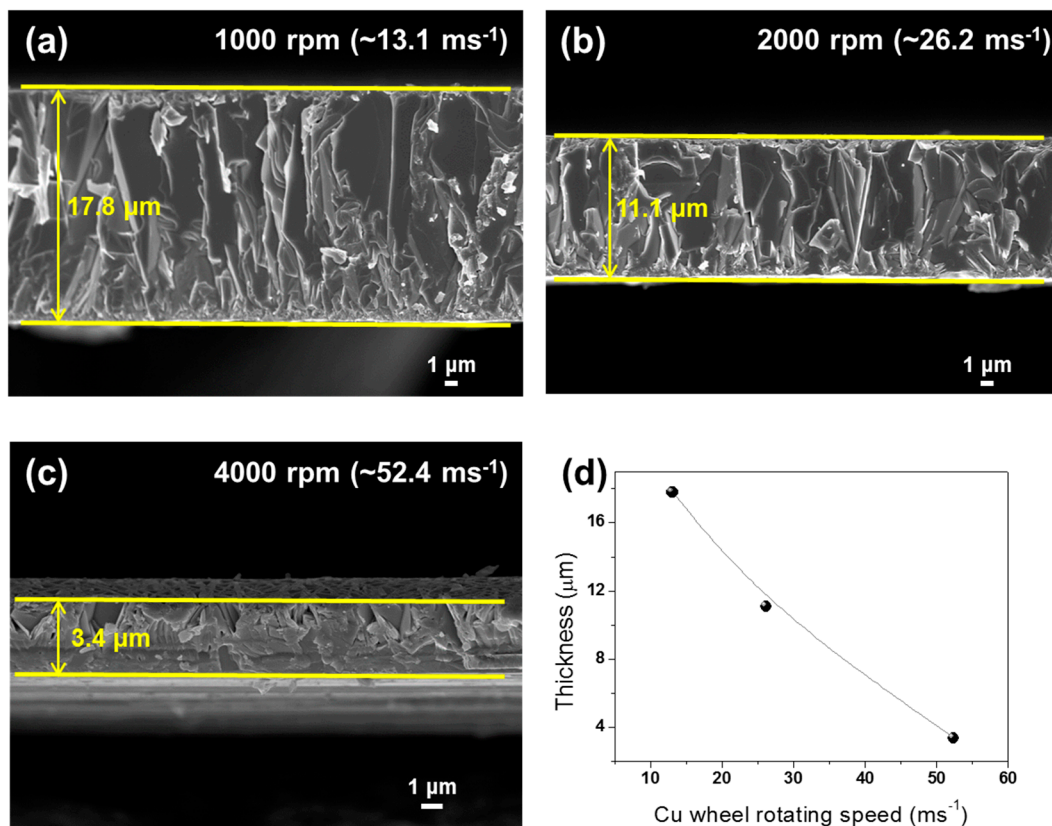 (a) 1000 rpm (~13.1 ms⁻¹)
17.8 µm
1 µm
(b) 2000 rpm (~26.2 ms⁻¹)
11.1 µm
1 µm
(c) 4000 rpm (~52.4 ms⁻¹)
3.4 µm
1 µm
(d)
Thickness (µm)
16
12
8
4
10 20 30 40 50 60
Cu wheel rotating speed (ms⁻¹)